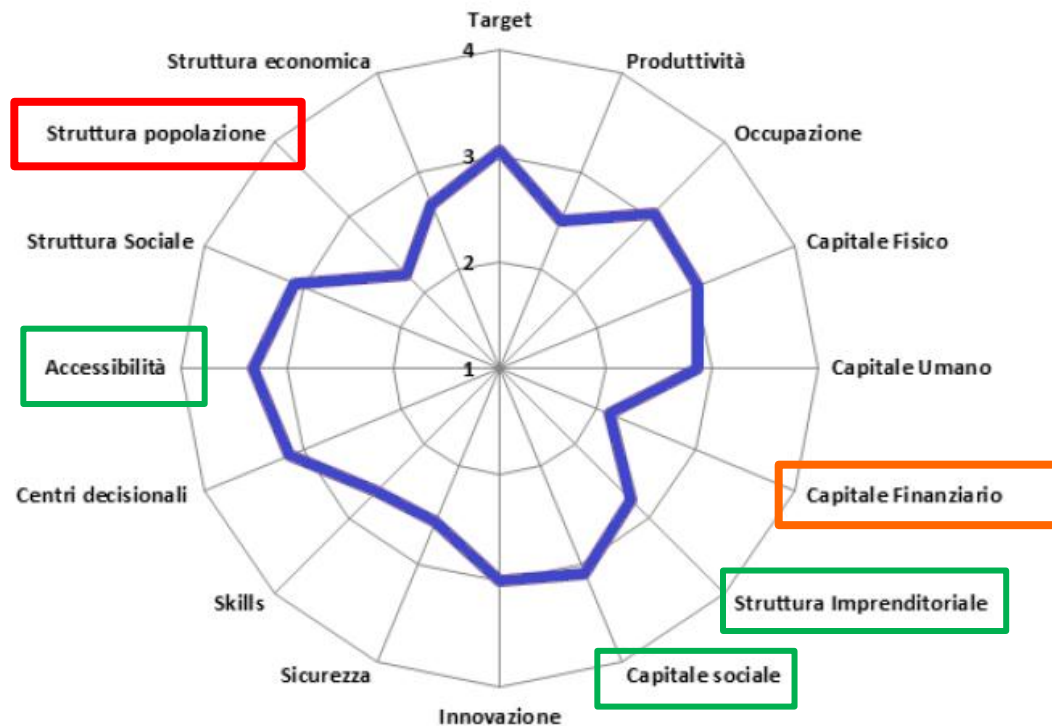 Target
4
Struttura economica
Produttività
Struttura popolazione
Occupazione
3
Struttura Sociale
Capitale Fisico
2
Accessibilità
1
Capitale Umano
Centri decisionali
Capitale Finanziario
Skills
Struttura Imprenditoriale
Sicurezza
Capitale sociale
Innovazione